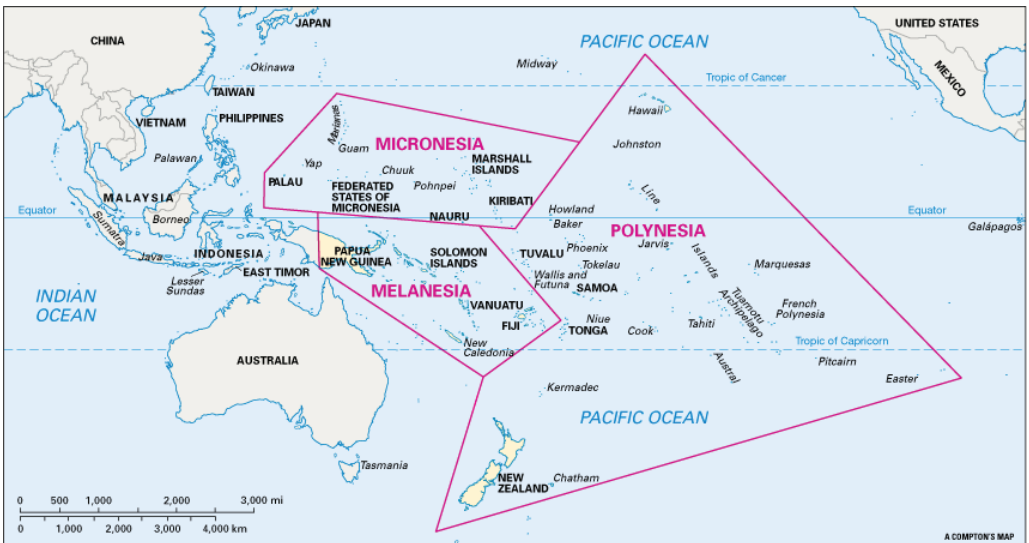 JAPAN
UNITED STATES
CHINA
PACIFIC OCEAN
Okinawa
Midway
MEXICO
Tropic of Cancer
TAIWAN
Hawaii
Marianas
VIETNAM
PHILIPPINES
MICRONESIA
Johnston
Guam
Palawan
Yap
MARSHALL
ISLANDS
Chuuk
PALAU
FEDERATED
STATES OF
MICRONESIA
Pohnpei
Line
MALAYSIA
KIRIBATI
Equator
Borneo
NAURU
Howland
Baker
Equator
Sumatra
Galápagos
POLYNESIA
Java
INDONESIA
PAPUA
NEW GUINEA
SOLOMON
ISLANDS
TUVALU
Phoenix
Jarvis
Islands
Tokelau
Marquesas
EAST TIMOR
Lesser
Sundas
MELANESIA
Wallis and
Futuna
SAMOA
INDIAN
OCEAN
VANUATU
Tuamotu
Archipelago
French
Polynesia
FIJI
Niue
TONGA
Cook
Tahiti
New
Caledonia
Tropic of Capricorn
AUSTRALIA
Austral
Pitcairn
Easter
Kermadec
PACIFIC OCEAN
Tasmania
NEW
ZEALAND
Chatham
0 500 1,000 2,000 3,000 mi
0 1,000 2,000 3,000 4,000 km
A COMPTON'S MAP